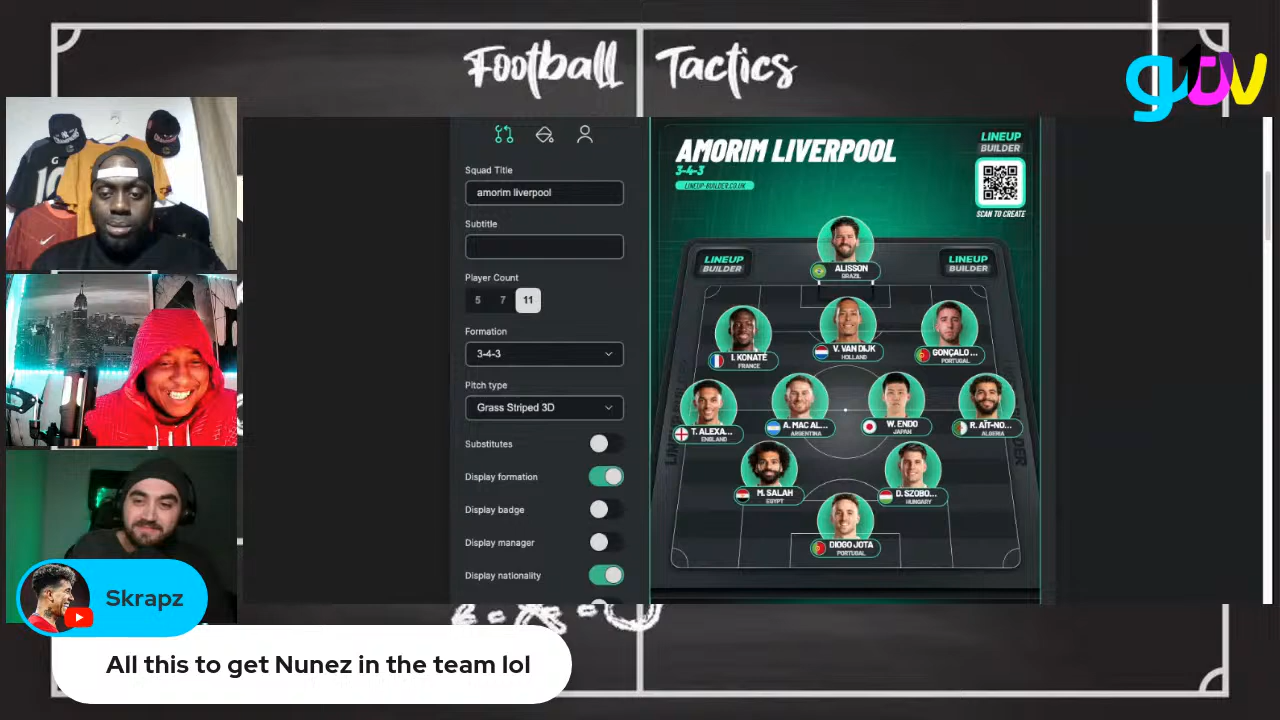 Football Tactics
g1tv
Squad Title
amorim liverpool
Subtitle
Player Count
5 7 11
Formation
3-4-3
Pitch type
Grass Striped 3D
Substitutes
Display formation
Display badge
Display manager
Display nationality
AMORIM LIVERPOOL
3-4-3
LINEUP-BUILDER.CO.UK
LINEUP
BUILDER
SCAN TO CREATE
LINEUP
BUILDER
LINEUP
BUILDER
ALISSON
BRAZIL
I. KONATÉ
FRANCE
V. VAN DIJK
HOLLAND
GONÇALO ...
PORTUGAL
T. ALEXA...
ENGLAND
A. MAC AL...
ARGENTINA
W. ENDO
JAPAN
R. AÏT-NO...
ALGERIA
M. SALAH
EGYPT
D. SZOBO...
HUNGARY
DIOGO JOTA
PORTUGAL
Skrapz
All this to get Nunez in the team lol